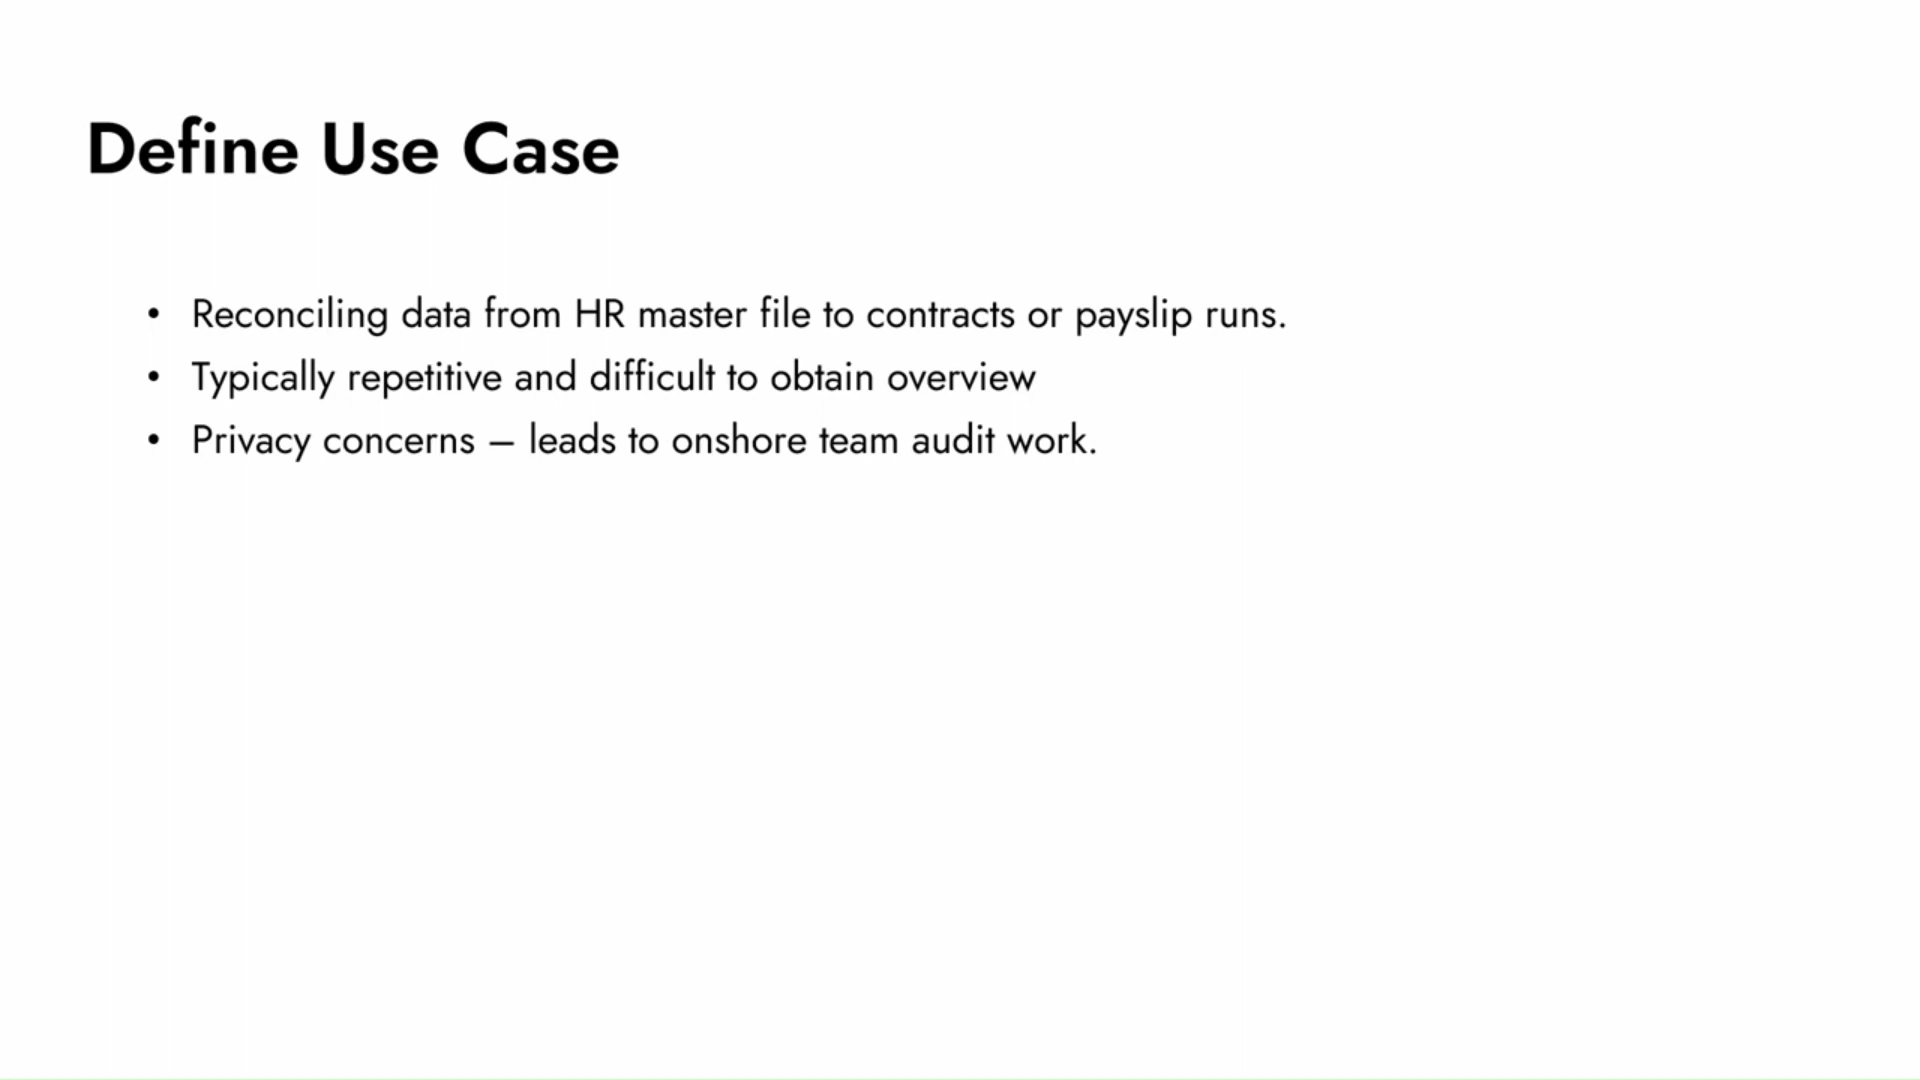 Define Use Case
• Reconciling data from HR master file to contracts or payslip runs.
• Typically repetitive and difficult to obtain overview
• Privacy concerns – leads to onshore team audit work.